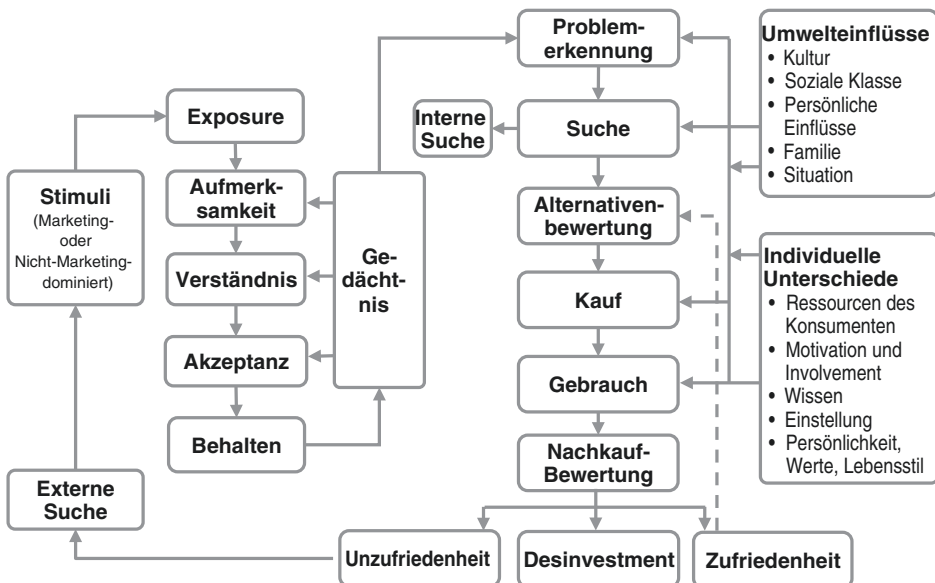 Stimuli
(Marketing-
oder
Nicht-Marketing-
dominiert)
Externe
Suche
Exposure
Aufmerk-
samkeit
Verständnis
Akzeptanz
Behalten
Ge-
dächt-
nis
Problem-
erkennung
Interne
Suche
Suche
Alternativen-
bewertung
Kauf
Gebrauch
Nachkauf-
Bewertung
Unzufriedenheit
Desinvestment
Zufriedenheit
Umwelteinflüsse
• Kultur
• Soziale Klasse
• Persönliche
Einflüsse
• Familie
• Situation
Individuelle
Unterschiede
• Ressourcen des
Konsumenten
• Motivation und
Involvement
• Wissen
• Einstellung
• Persönlichkeit,
Werte, Lebensstil